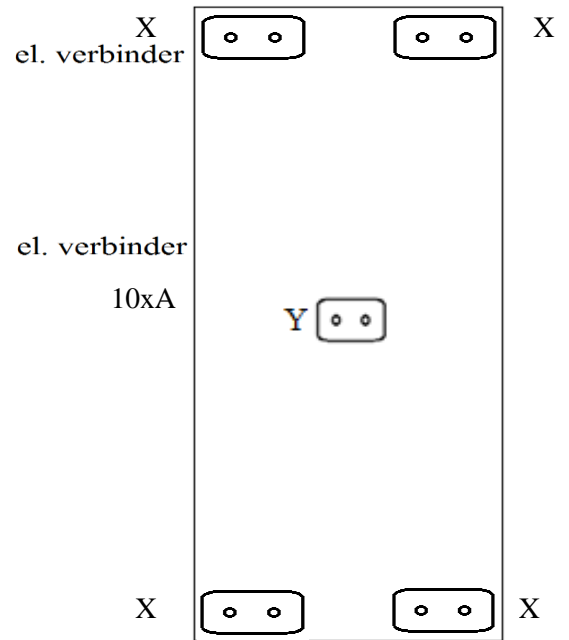 X X
el. verbinder
el. verbinder
10xA
Y
X X